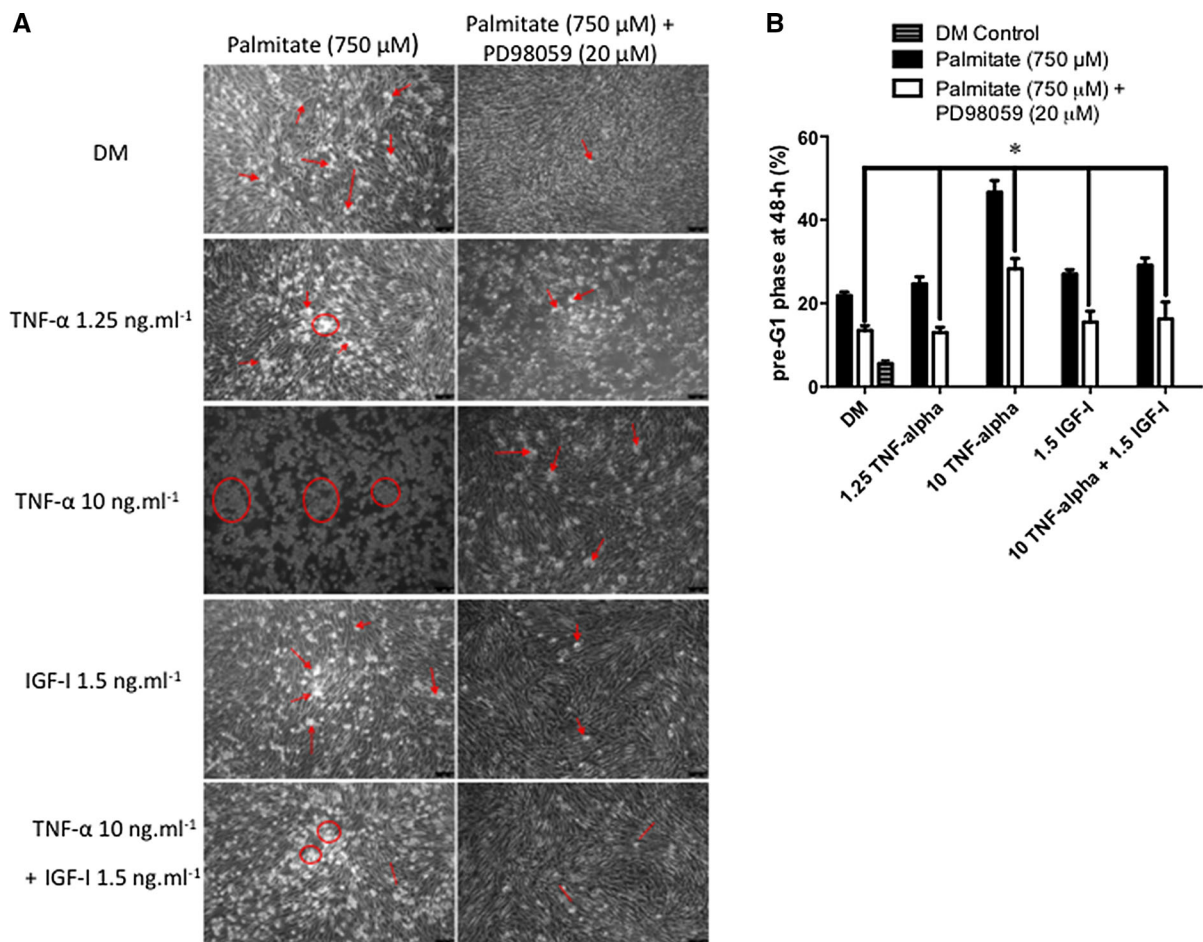 A
Palmitate (750 µM)
Palmitate (750 µM) +
PD98059 (20 µM)
DM
TNF-α 1.25 ng.ml⁻¹
TNF-α 10 ng.ml⁻¹
IGF-I 1.5 ng.ml⁻¹
TNF-α 10 ng.ml⁻¹
+ IGF-I 1.5 ng.ml⁻¹
B
DM Control
Palmitate (750 µM)
Palmitate (750 µM) +
PD98059 (20 µM)
pre-G1 phase at 48-h (%)
60
40
20
0
*
DM
1.25 TNF-alpha
10 TNF-alpha
1.5 IGF-I
10 TNF-alpha + 1.5 IGF-I